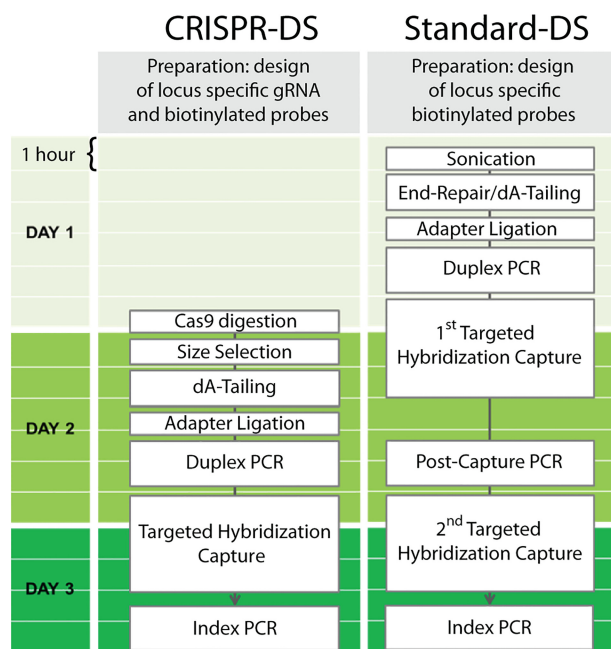 CRISPR-DS
Standard-DS
Preparation: design
of locus specific gRNA
and biotinylated probes
Preparation: design
of locus specific
biotinylated probes
1 hour {
DAY 1
DAY 2
DAY 3
Cas9 digestion
Size Selection
dA-Tailing
Adapter Ligation
Duplex PCR
Targeted Hybridization
Capture
Index PCR
Sonication
End-Repair/dA-Tailing
Adapter Ligation
Duplex PCR
1st Targeted
Hybridization Capture
Post-Capture PCR
2nd Targeted
Hybridization Capture
Index PCR